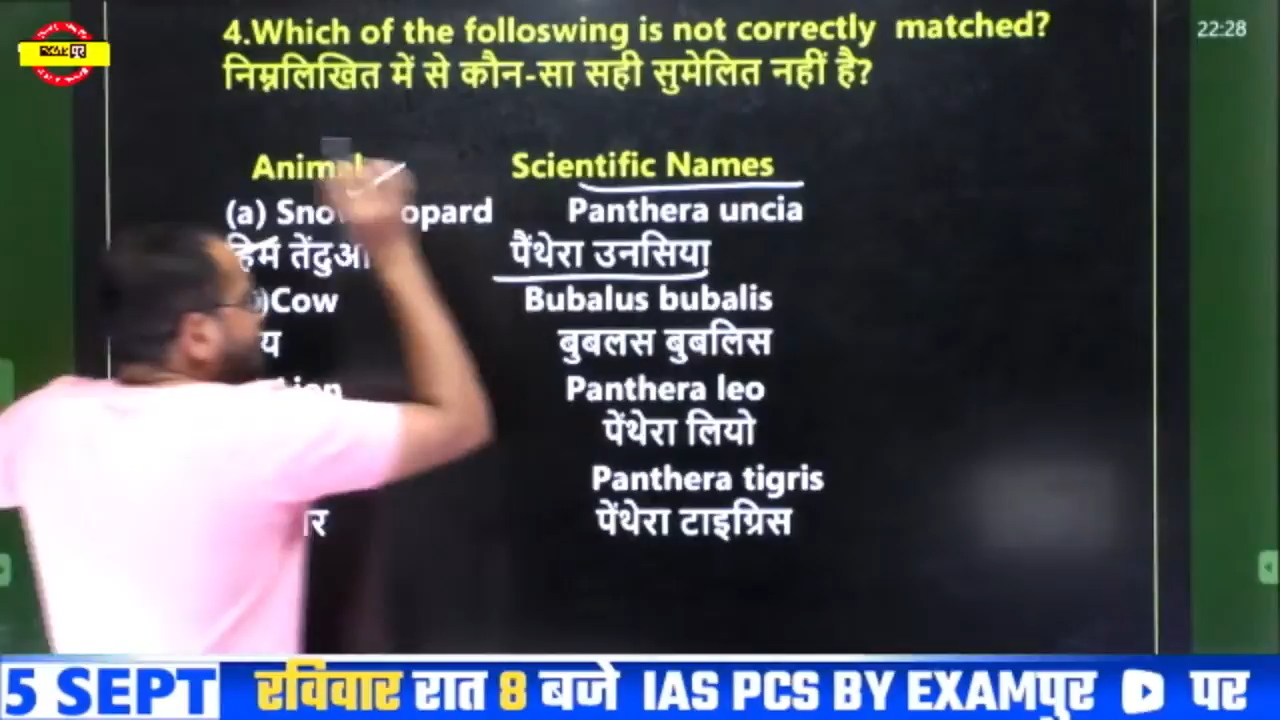 4.Which of the folloswing is not correctly matched?
22:28
EXAMपुर
निम्नलिखित में से कौन-सा सही सुमेलित नहीं है?
Scientific Names
(a) Panthera uncia
हिम तेंदुआ पैंथेरा उनसिया
)Cow Bubalus bubalis
य बुबलस बुबलिस
Panthera leo
पेंथेरा लियो
Panthera tigris
र पेंथेरा टाइग्रिस
5 SEPT रविवार रात 8 बजे IAS PCS BY EXAMपुर पर